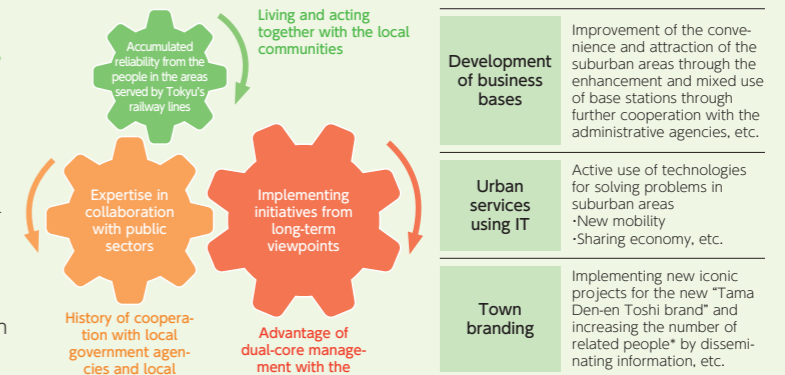 Accumulated
reliability from the
people in the areas
served by Tokyu's
railway lines
Living and acting
together with the local
communities
Expertise in
collaboration
with public
sectors
Implementing
initiatives from
long-term
viewpoints
History of coopera-
tion with local
government agen-
cies and local
Advantage of
dual-core manage-
ment with the
Development
of business
bases
Improvement of the conve-
nience and attraction of the
suburban areas through the
enhancement and mixed use
of base stations through
further cooperation with the
administrative agencies, etc.
Urban
services
using IT
Active use of technologies
for solving problems in
suburban areas
･New mobility
･Sharing economy, etc.
Town
branding
Implementing new iconic
projects for the new “Tama
Den-en Toshi brand” and
increasing the number of
related people* by dissemi-
nating information, etc.